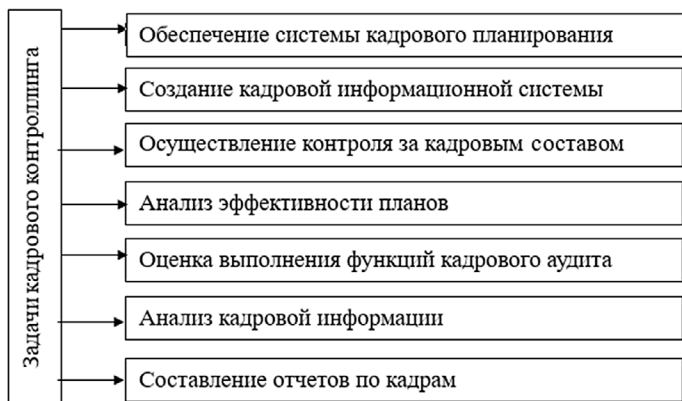 Задачи кадрового контроллинга
Обеспечение системы кадрового планирования
Создание кадровой информационной системы
Осуществление контроля за кадровым составом
Анализ эффективности планов
Оценка выполнения функций кадрового аудита
Анализ кадровой информации
Составление отчетов по кадрам